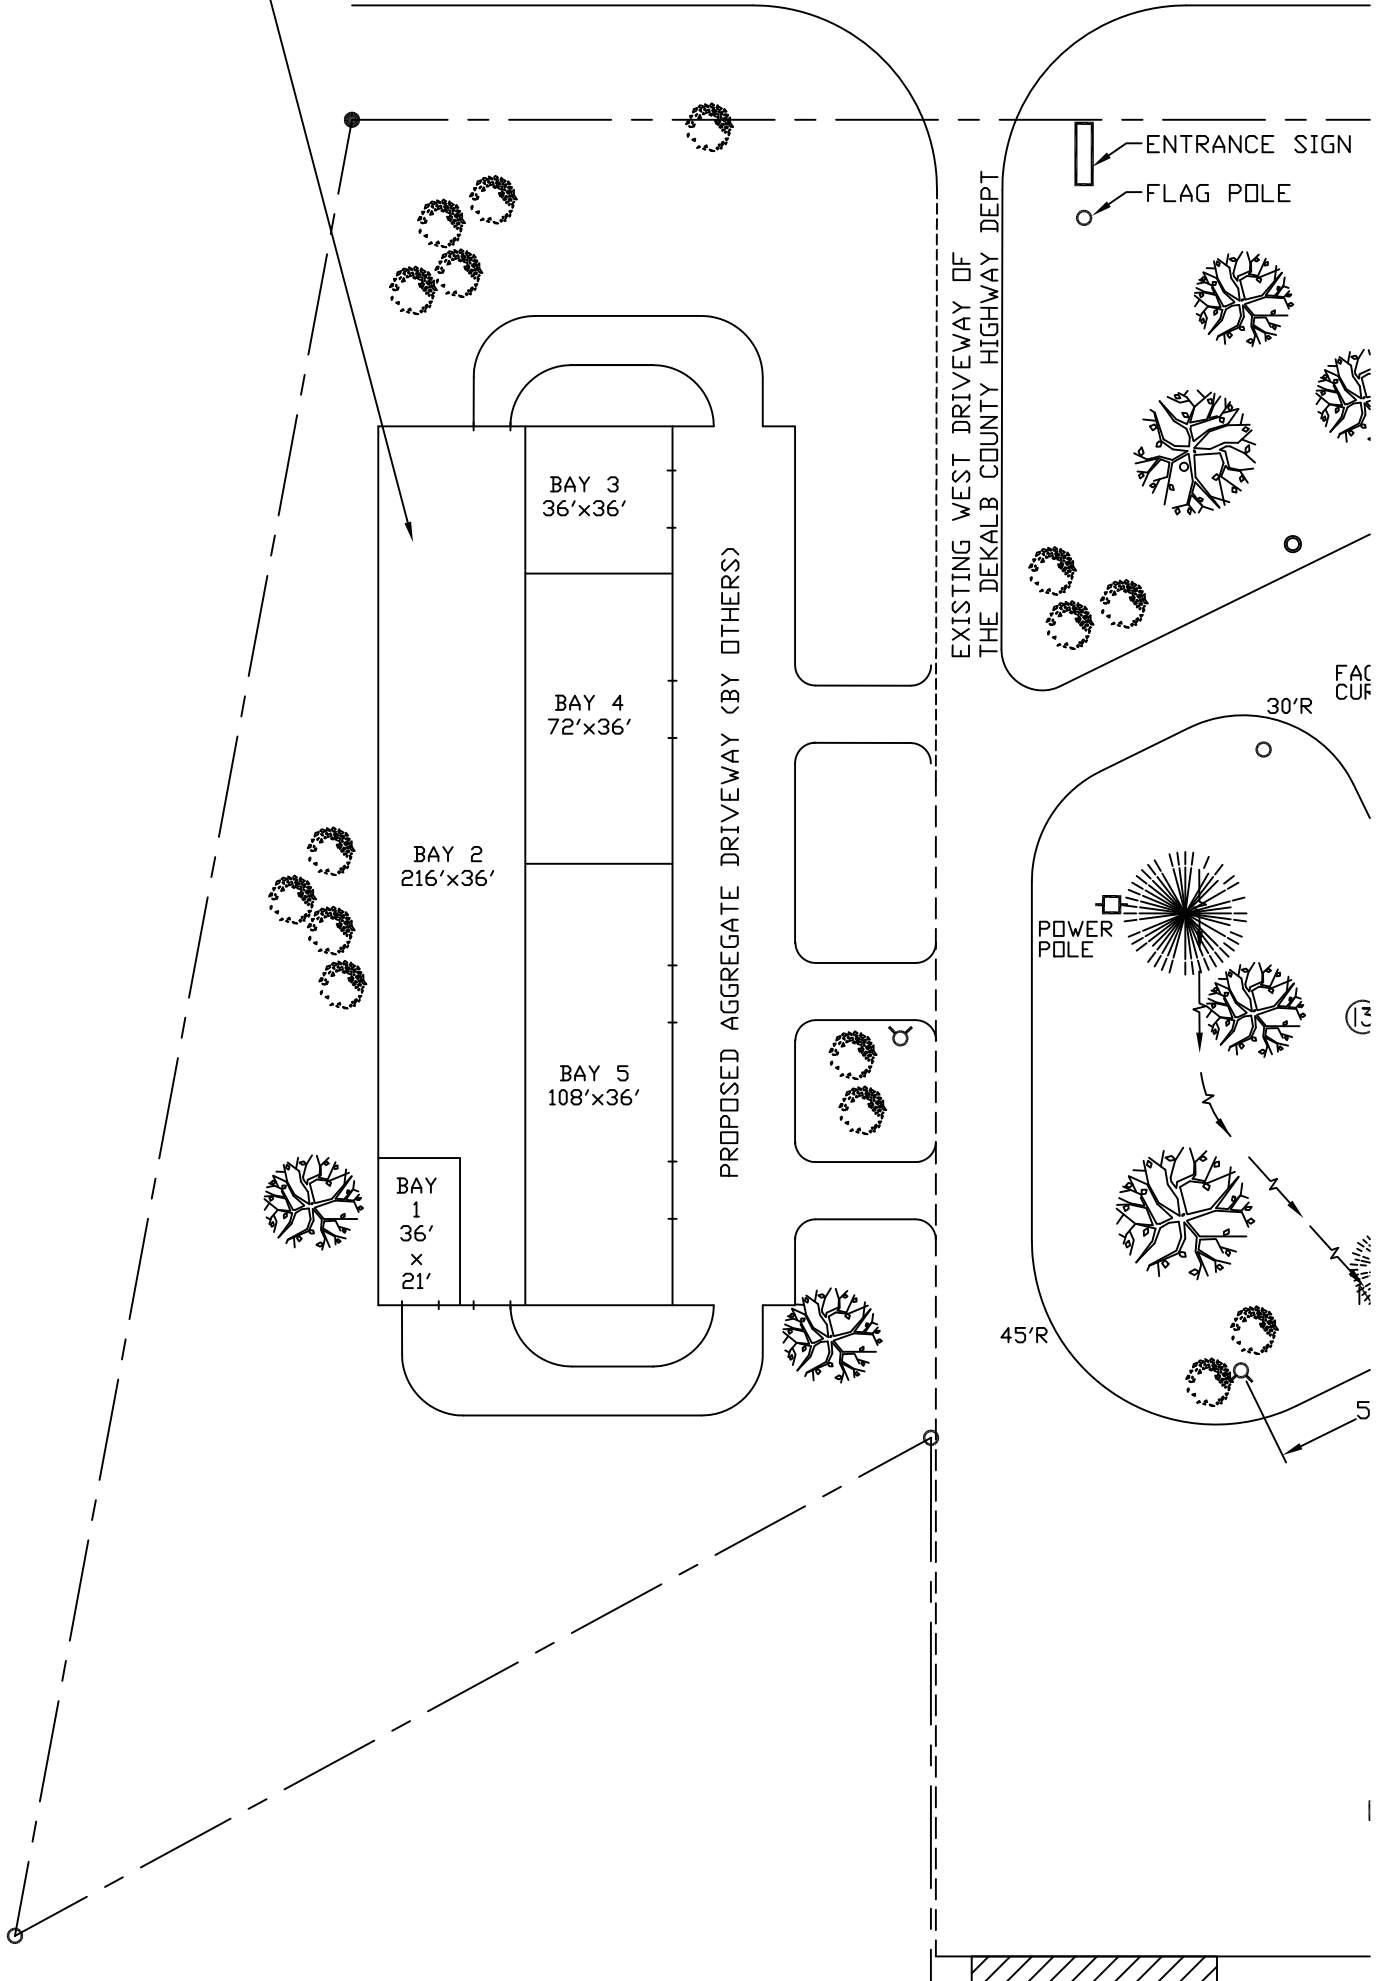 ENTRANCE SIGN
FLAG POLE
EXISTING WEST DRIVEWAY OF
THE DEKALB COUNTY HIGHWAY DEPT
BAY 3
36'x36'
BAY 4
72'x36'
PROPOSED AGGREGATE DRIVEWAY (BY OTHERS)
30'R
BAY 2
216'x36'
POWER
POLE
13
BAY 5
108'x36'
BAY
1
36'
x
21'
45'R
5